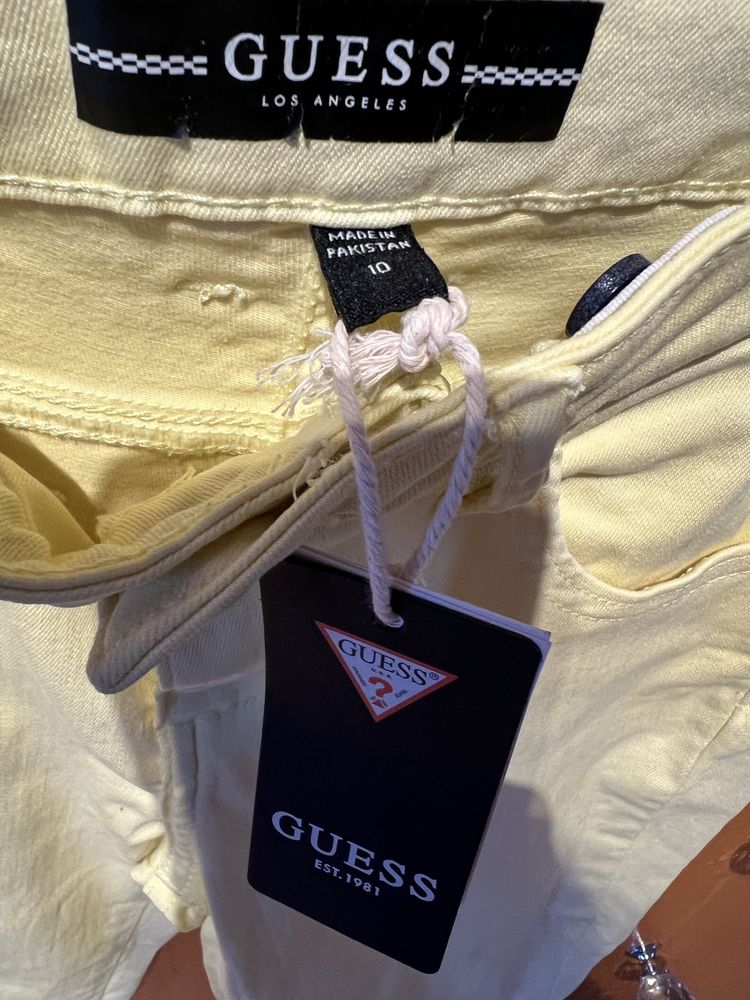 GUESS
LOS ANGELES
MADE IN
PAKISTAN
10
GUESS®
U.S.A.
?
GUESS
EST.1981